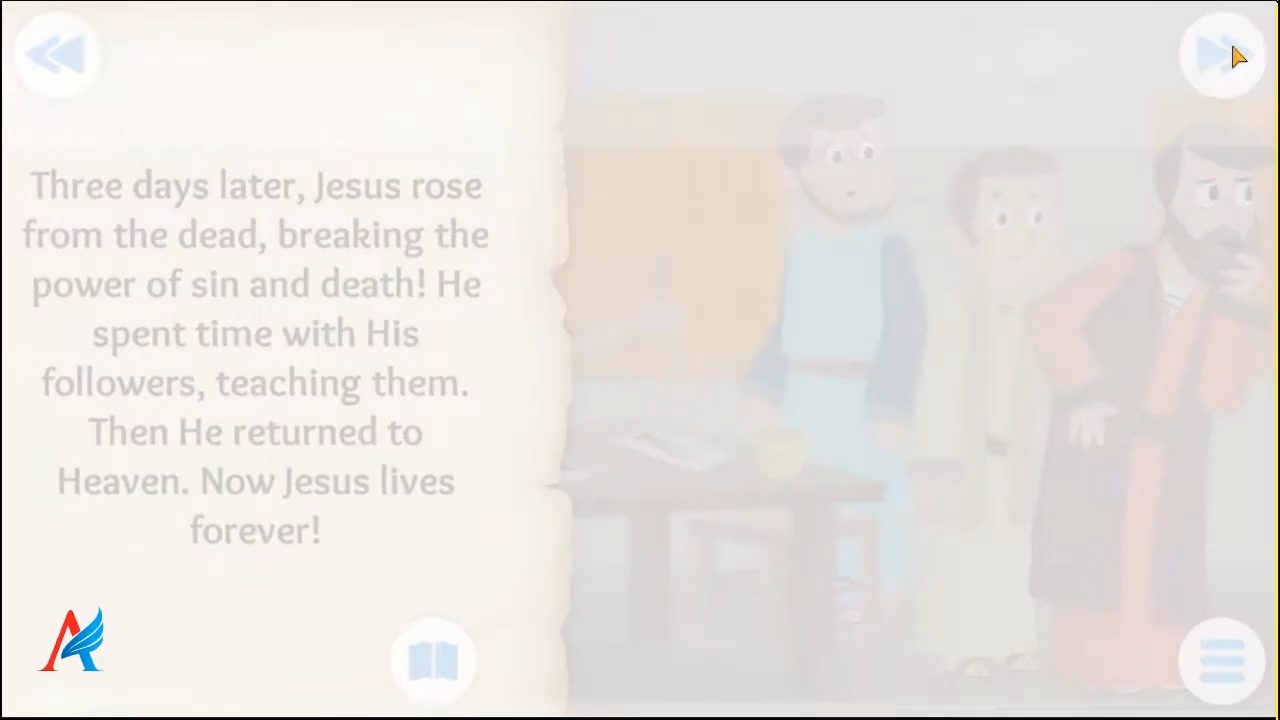 Three days later, Jesus rose
from the dead, breaking the
power of sin and death! He
spent time with His
followers, teaching them.
Then He returned to
Heaven. Now Jesus lives
forever!